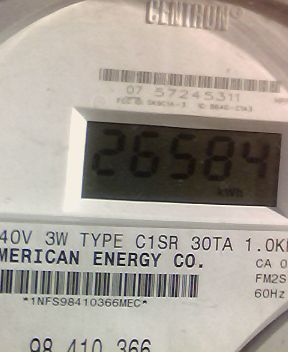 CENTRON®
07 57245311
26584
kWh
40V 3W TYPE C1SR 30TA 1.0K
MERICAN ENERGY CO.
CA 0
FM2S
60Hz
*1NFS98410366MEC*
98 410 366